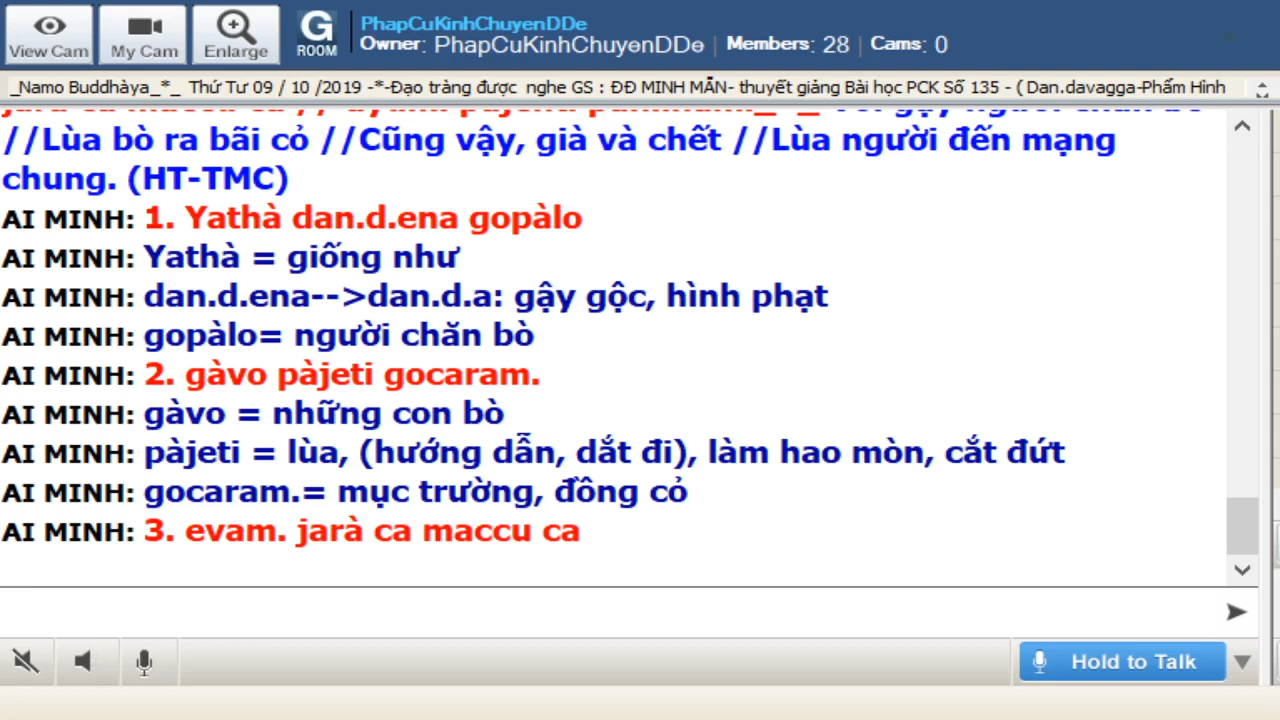 View Cam
My Cam
Enlarge
G
ROOM
PhapCuKinhChuyenDDe
Owner: PhapCuKinhChuyenDDe | Members: 28 | Cams: 0
_Namo Buddhàya_*_ Thứ Tư 09 / 10 /2019 -*-Đạo tràng được nghe GS : ĐĐ MINH MẪN- thuyết giảng Bài học PCK Số 135 - ( Dan.davagga-Phẩm Hình
//Lùa bò ra bãi cỏ //Cũng vậy, già và chết //Lùa người đến mạng
chung. (HT-TMC)
AI MINH: 1. Yathà dan.d.ena gopàlo
AI MINH: Yathà = giống như
AI MINH: dan.d.ena-->dan.d.a: gậy gộc, hình phạt
AI MINH: gopàlo= người chăn bò
AI MINH: 2. gàvo pàjeti gocaram.
AI MINH: gàvo = những con bò
AI MINH: pàjeti = lùa, (hướng dẫn, dắt đi), làm hao mòn, cắt đứt
AI MINH: gocaram.= mục trường, đồng cỏ
AI MINH: 3. evam. jarà ca maccu ca
Hold to Talk